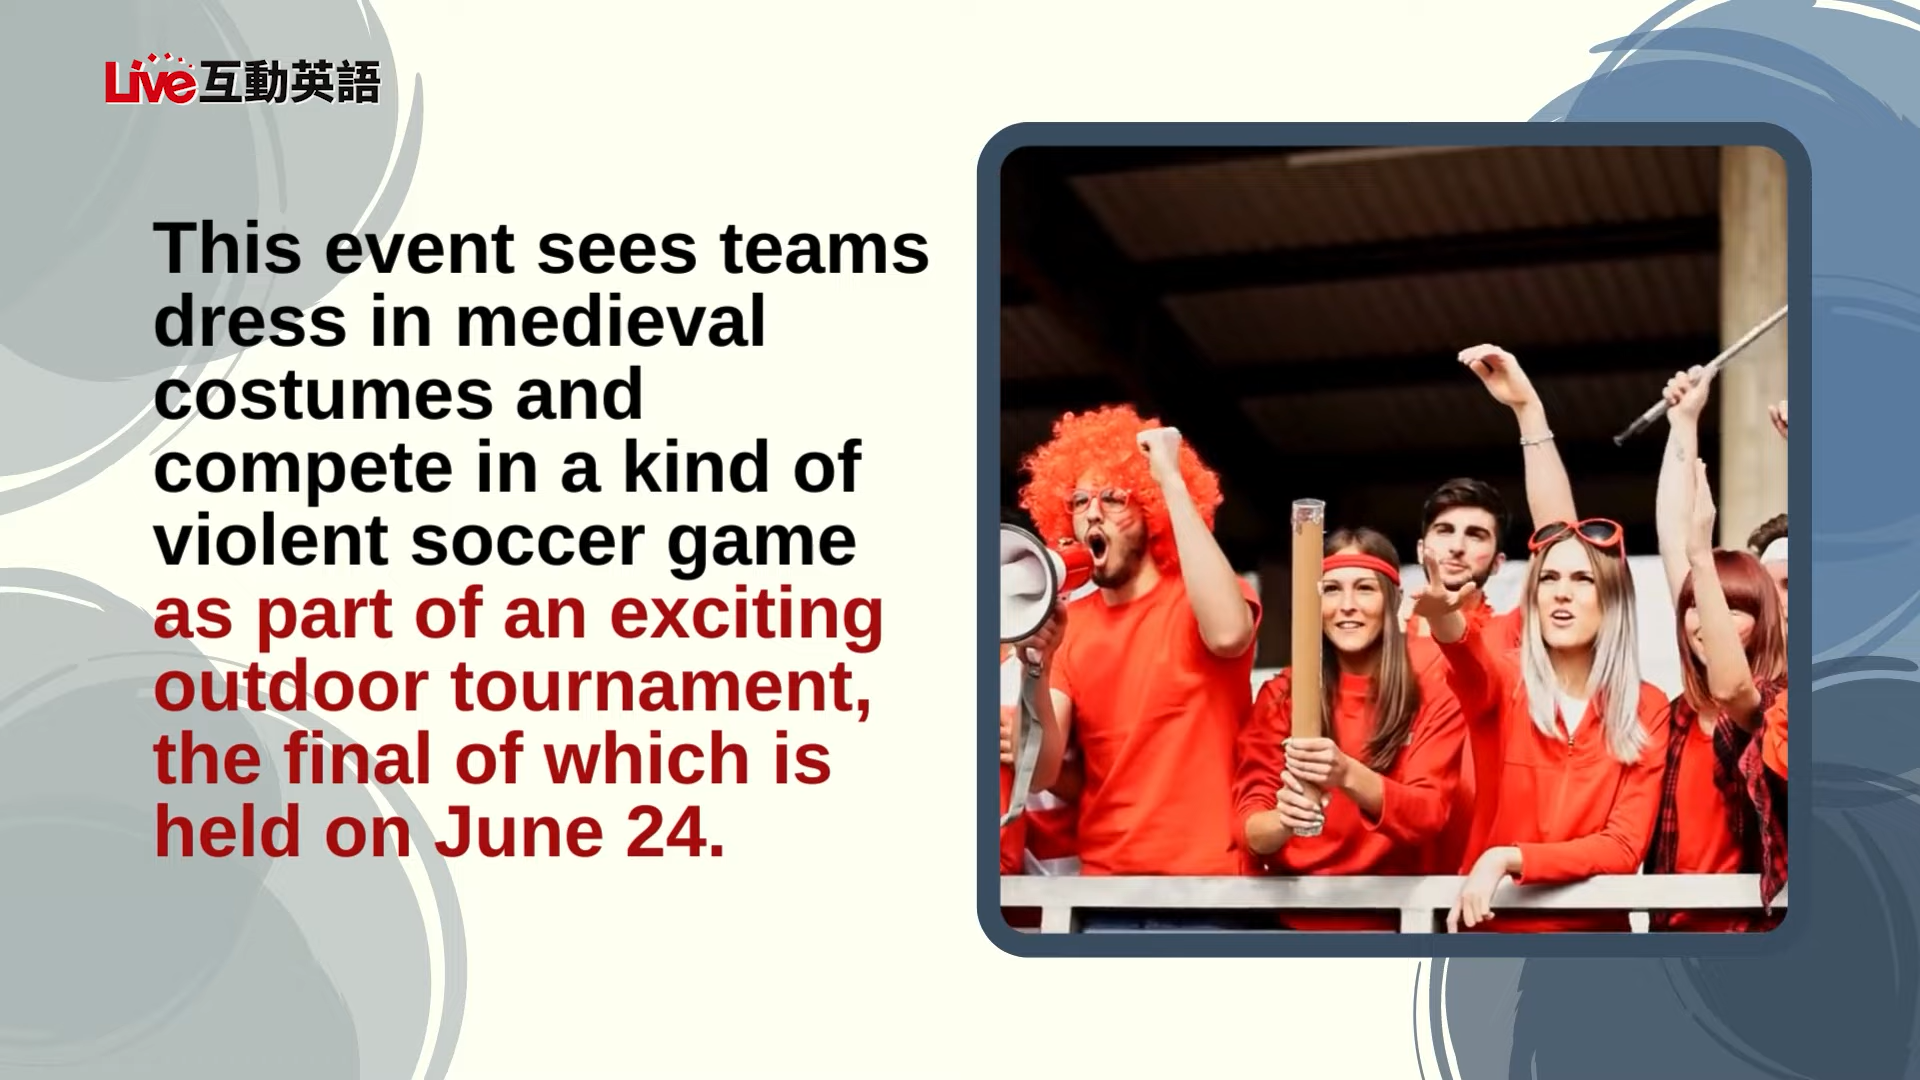 Live互動英語
This event sees teams
dress in medieval
costumes and
compete in a kind of
violent soccer game
as part of an exciting
outdoor tournament,
the final of which is
held on June 24.